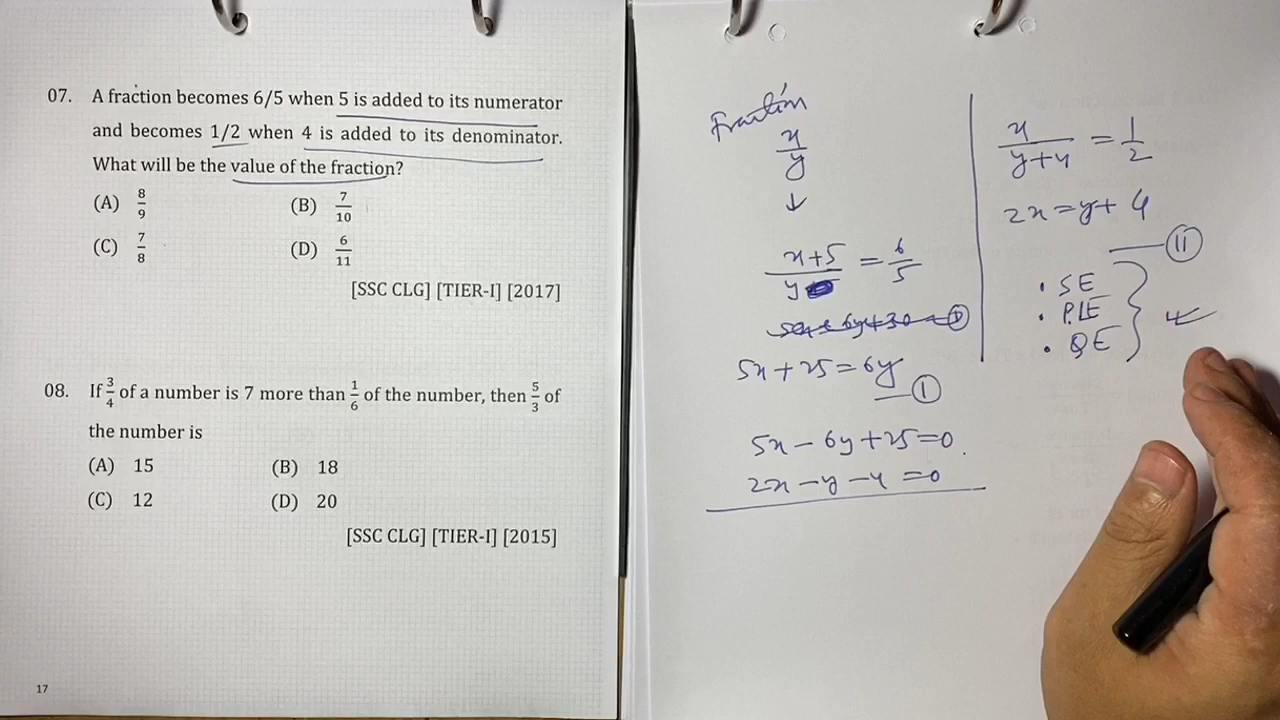 07. A fraction becomes 6/5 when 5 is added to its numerator
and becomes 1/2 when 4 is added to its denominator.
What will be the value of the fraction?
(A) 8/9 (B) 7/10
(C) 7/8 (D) 6/11
[SSC CLG] [TIER-I] [2017]
08. If 3/4 of a number is 7 more than 1/6 of the number, then 5/3 of
the number is
(A) 15 (B) 18
(C) 12 (D) 20
[SSC CLG] [TIER-I] [2015]
17
Fraction
x/y
↓
(x+5)/y = 6/5
5x+25=6y
—(I)
5x-6y+25=0
2x-y-4=0
x/(y+4) = 1/2
2x=y+4
—(II)
• SE
• PLE
• QE